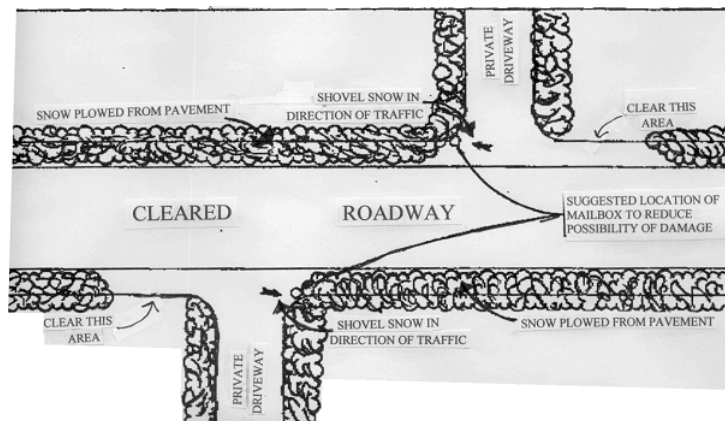 PRIVATE
DRIVEWAY
SHOVEL SNOW IN
DIRECTION OF TRAFFIC
SNOW PLOWED FROM PAVEMENT
CLEAR THIS
AREA
CLEARED ROADWAY
SUGGESTED LOCATION OF
MAILBOX TO REDUCE
POSSIBILITY OF DAMAGE
CLEAR THIS
AREA
SHOVEL SNOW IN
DIRECTION OF TRAFFIC
SNOW PLOWED FROM PAVEMENT
PRIVATE
DRIVEWAY